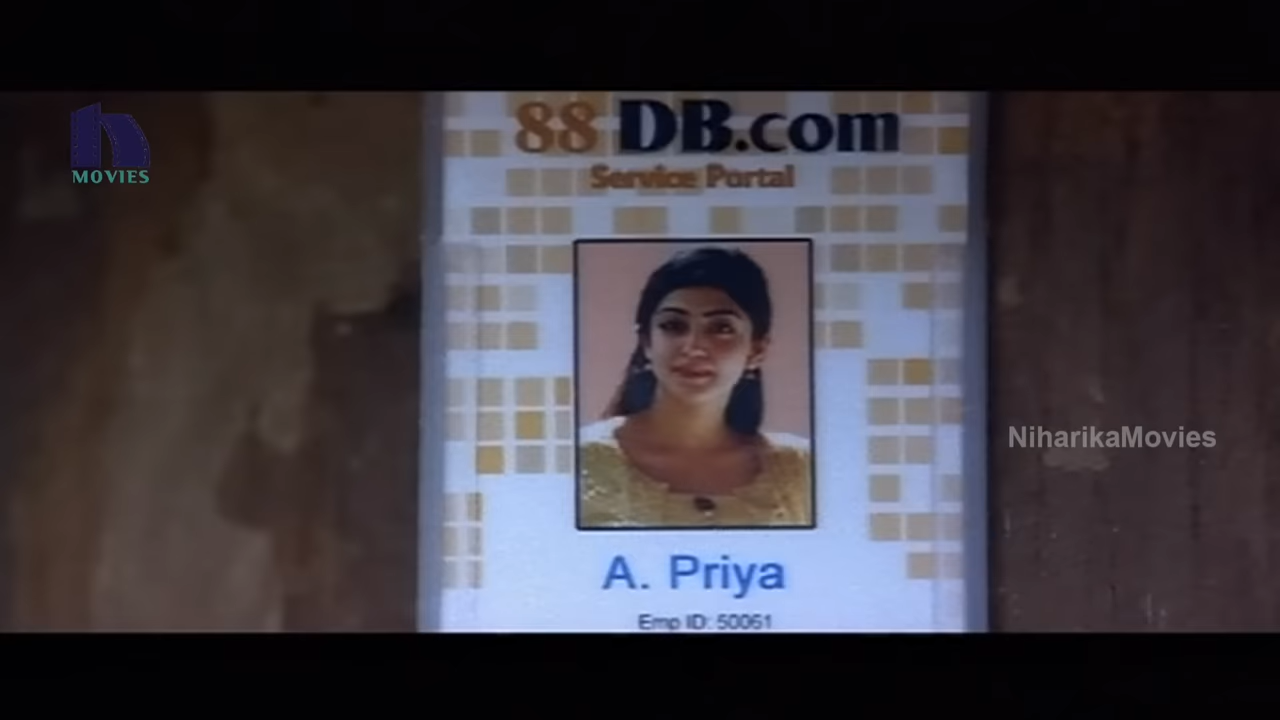 88 DB.com
Service Portal
MOVIES
NiharikaMovies
A. Priya
Emp ID: 50061